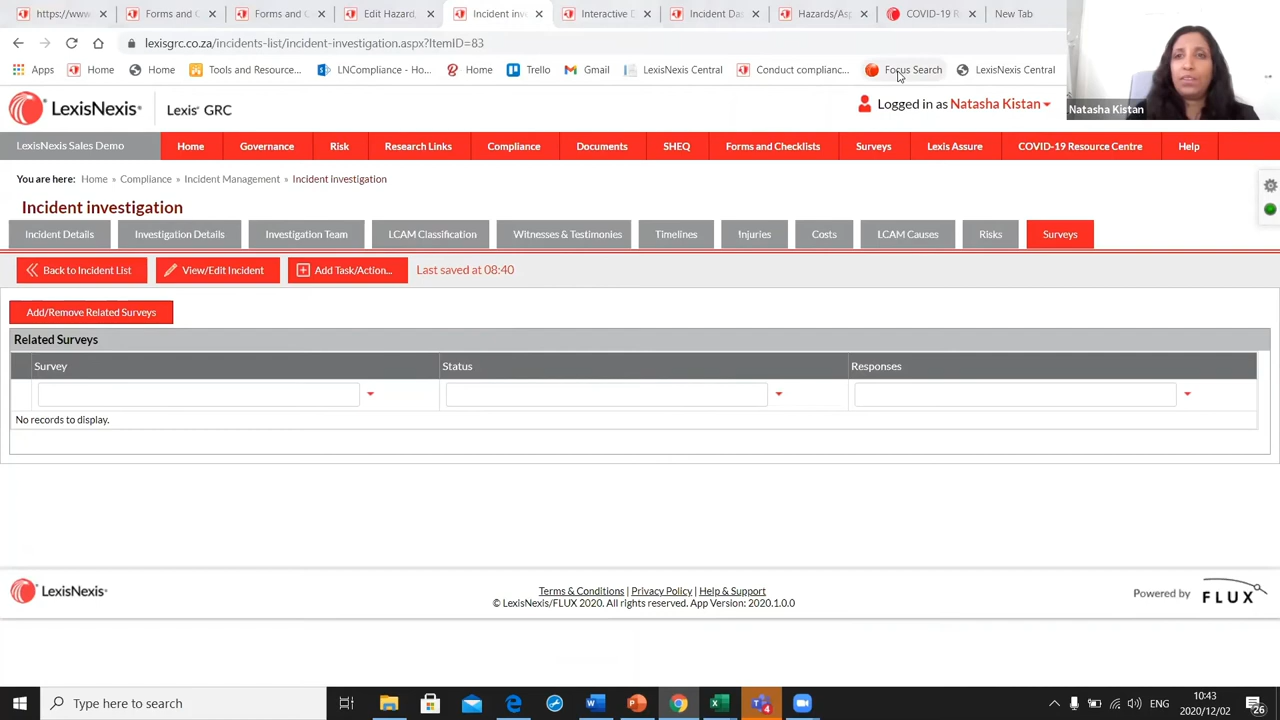 https://www
Forms and C
Forms and C
Edit Hazard,
Incident inve
Interactive D
Incident Das
Hazards/Asp
COVID-19 R
New Tab
lexisgrc.co.za/incidents-list/incident-investigation.aspx?ItemID=83
Apps
Home
Home
Tools and Resource...
LNCompliance - Ho...
Home
Trello
Gmail
LexisNexis Central
Conduct complianc...
Focus Search
LexisNexis Central
Natasha Kistan
LexisNexis®
Lexis® GRC
Logged in as Natasha Kistan
LexisNexis Sales Demo
Home
Governance
Risk
Research Links
Compliance
Documents
SHEQ
Forms and Checklists
Surveys
Lexis Assure
COVID-19 Resource Centre
Help
You are here: Home » Compliance » Incident Management » Incident investigation
Incident investigation
Incident Details
Investigation Details
Investigation Team
LCAM Classification
Witnesses & Testimonies
Timelines
Injuries
Costs
LCAM Causes
Risks
Surveys
Back to Incident List
View/Edit Incident
Add Task/Action...
Last saved at 08:40
Add/Remove Related Surveys
Related Surveys
Survey
Status
Responses
No records to display.
LexisNexis®
Terms & Conditions | Privacy Policy | Help & Support
© LexisNexis/FLUX 2020. All rights reserved. App Version: 2020.1.0.0
Powered by FLUX
Type here to search
4
ENG
10:43
2020/12/02
26